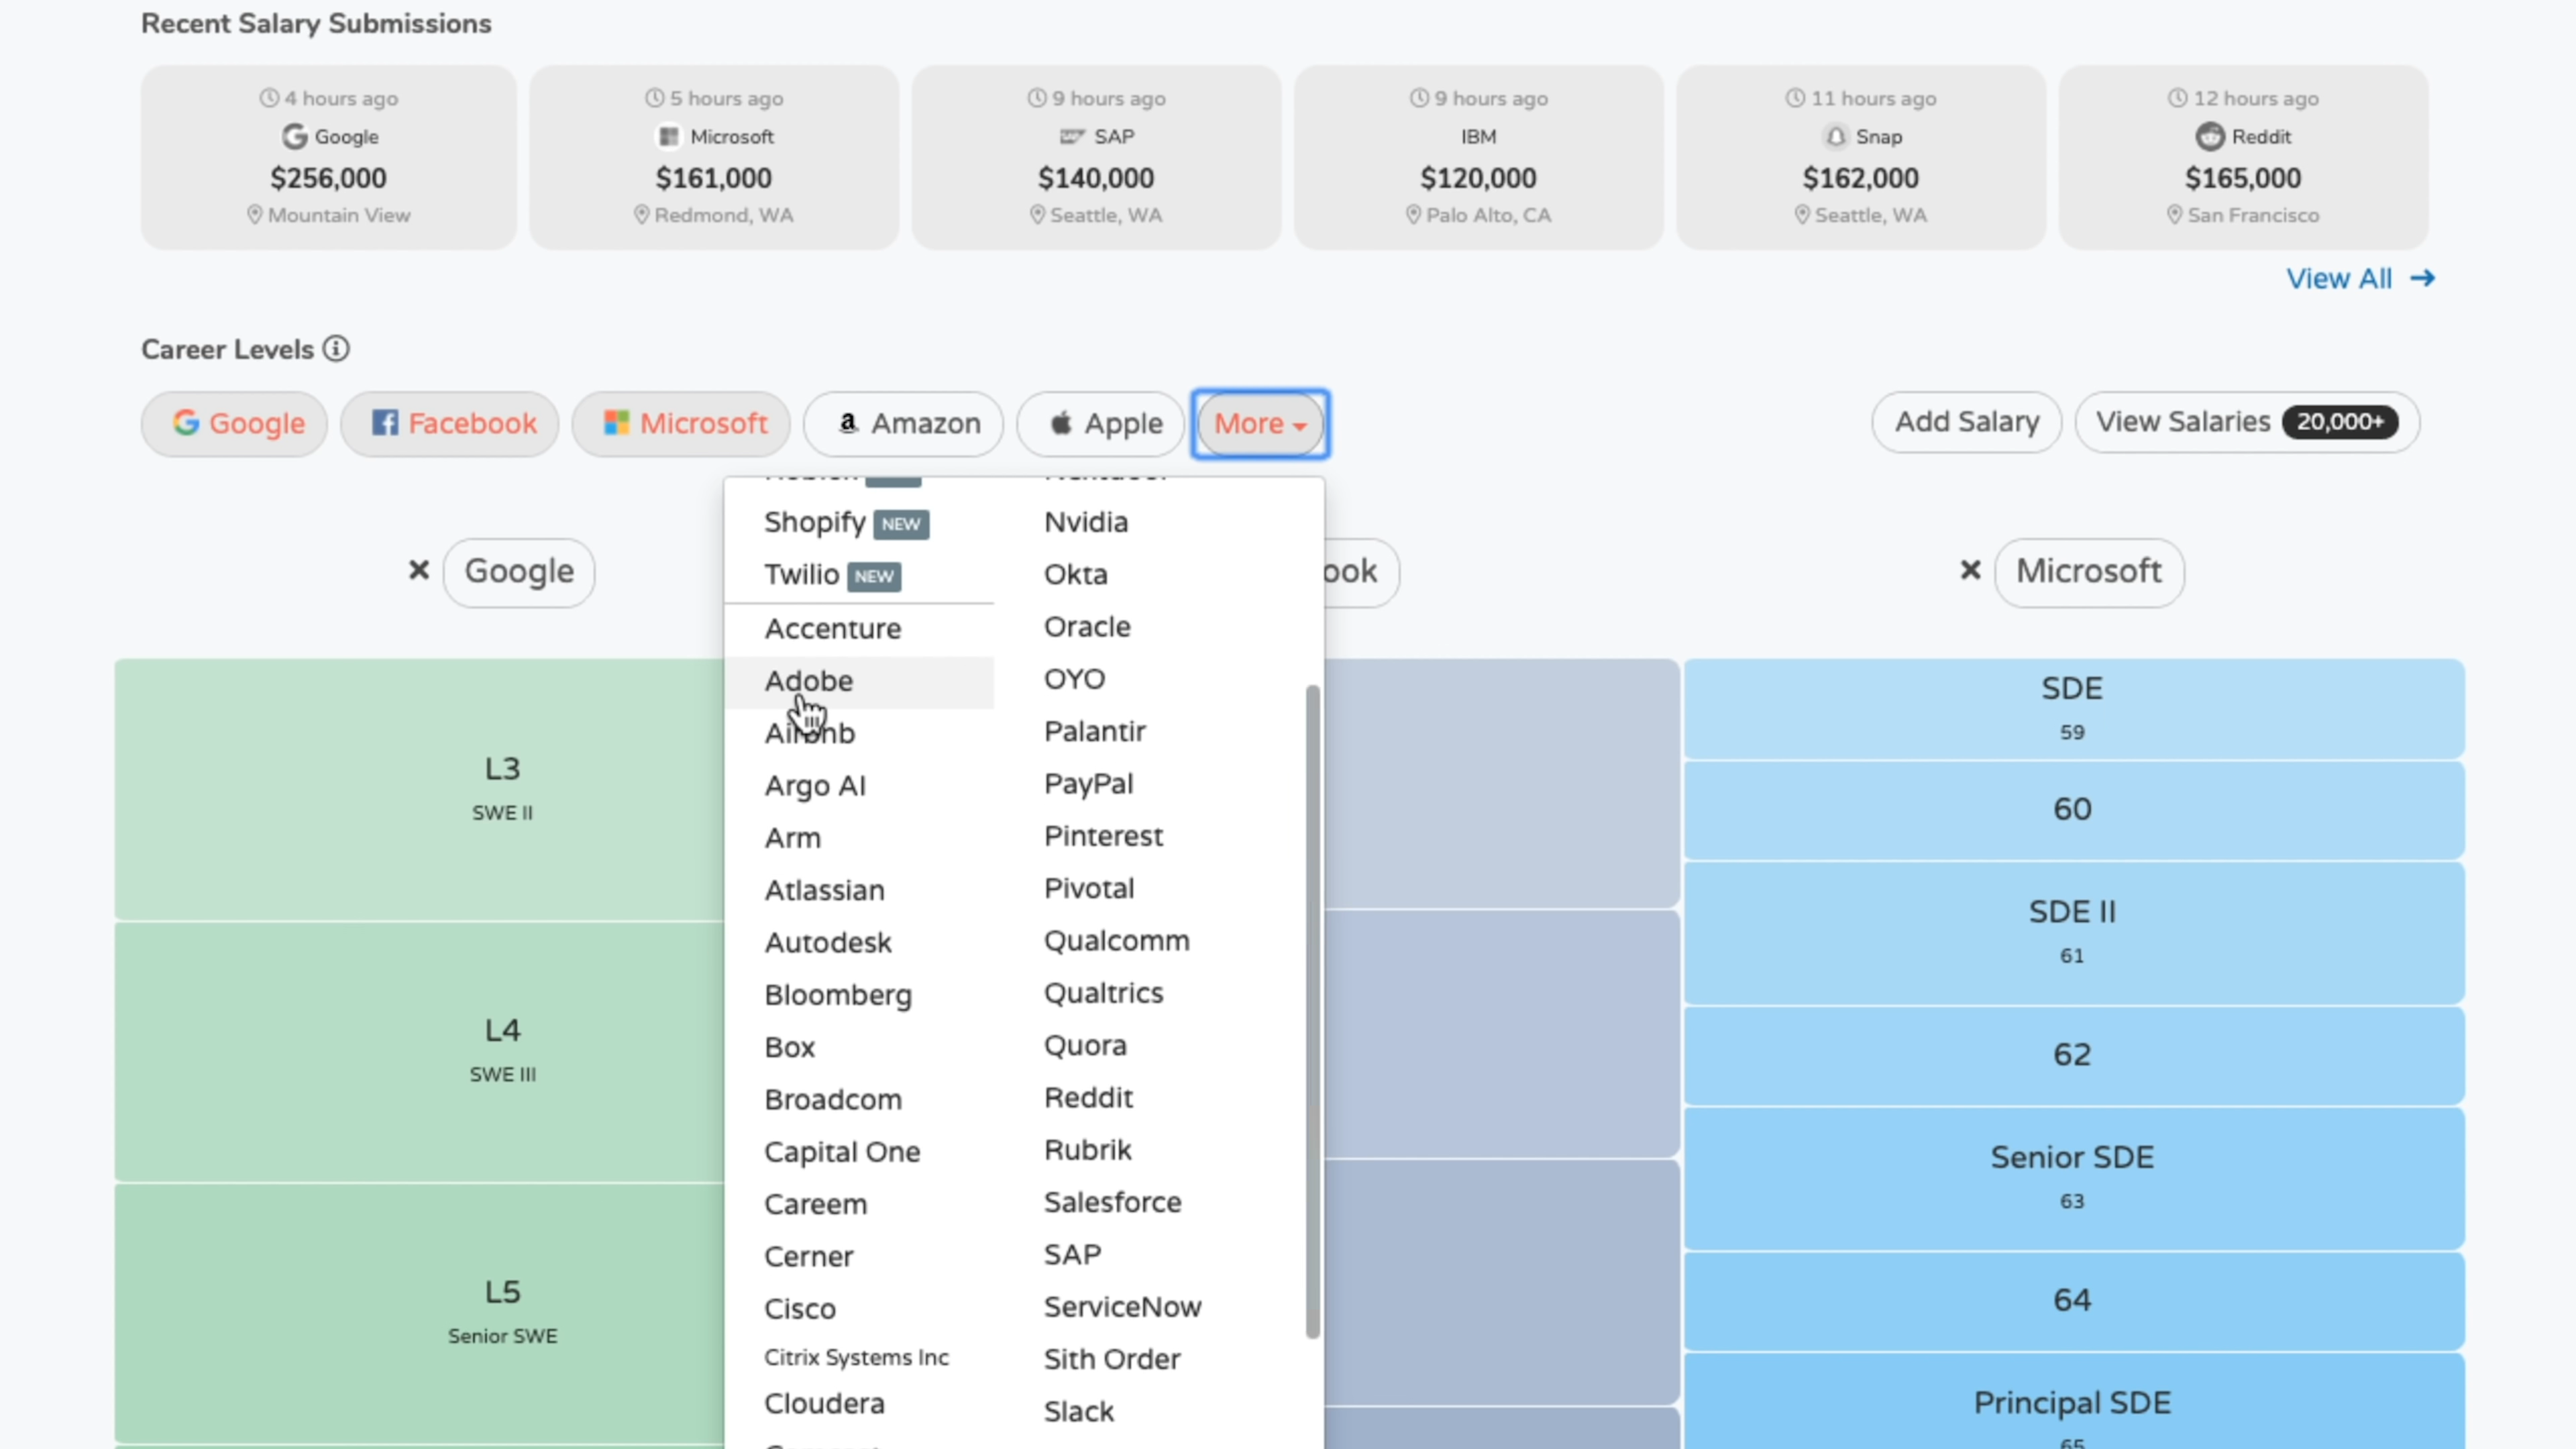 Recent Salary Submissions
4 hours ago
Google
$256,000
Mountain View
5 hours ago
Microsoft
$161,000
Redmond, WA
9 hours ago
SAP
$140,000
Seattle, WA
9 hours ago
IBM
$120,000
Palo Alto, CA
11 hours ago
Snap
$162,000
Seattle, WA
12 hours ago
Reddit
$165,000
San Francisco
View All →
Career Levels
Google
Facebook
Microsoft
Amazon
Apple
More
Add Salary
View Salaries 20,000+
Shopify NEW
Twilio NEW
Accenture
Adobe
Airbnb
Argo AI
Arm
Atlassian
Autodesk
Bloomberg
Box
Broadcom
Capital One
Careem
Cerner
Cisco
Citrix Systems Inc
Cloudera
Nvidia
Okta
Oracle
OYO
Palantir
PayPal
Pinterest
Pivotal
Qualcomm
Qualtrics
Quora
Reddit
Rubrik
Salesforce
SAP
ServiceNow
Sith Order
Slack
× Google
L3
SWE II
L4
SWE III
L5
Senior SWE
ook
× Microsoft
SDE
59
60
SDE II
61
62
Senior SDE
63
64
Principal SDE
65